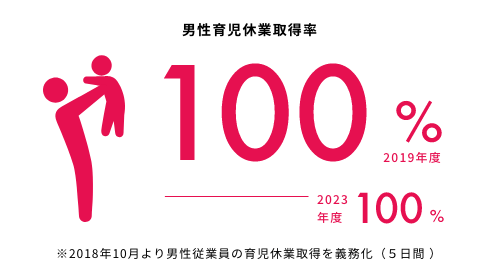 男性育児休業取得率
100%
2019年度
2023
年度 100%
※2018年10月より男性従業員の育児休業取得を義務化（５日間 ）